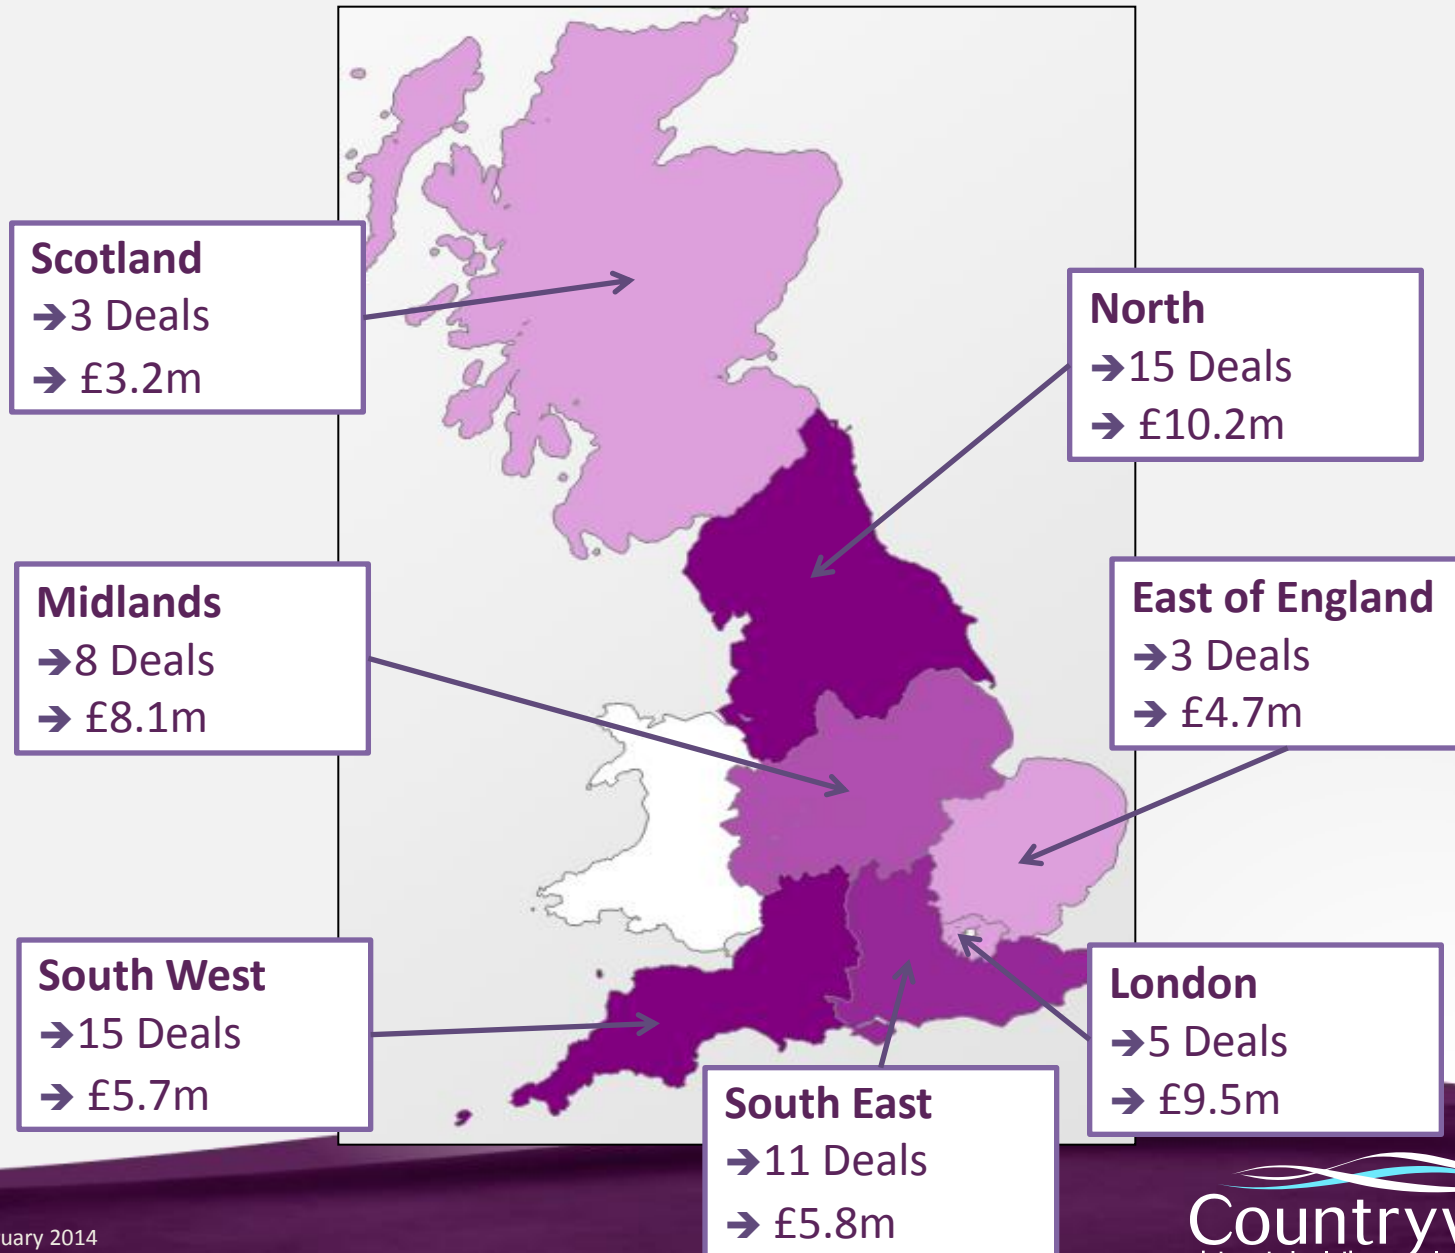 Scotland
➔3 Deals
➔ £3.2m
North
➔15 Deals
➔ £10.2m
Midlands
➔8 Deals
➔ £8.1m
East of England
➔3 Deals
➔ £4.7m
South West
➔15 Deals
➔ £5.7m
London
➔5 Deals
➔ £9.5m
South East
➔11 Deals
➔ £5.8m
uary 2014